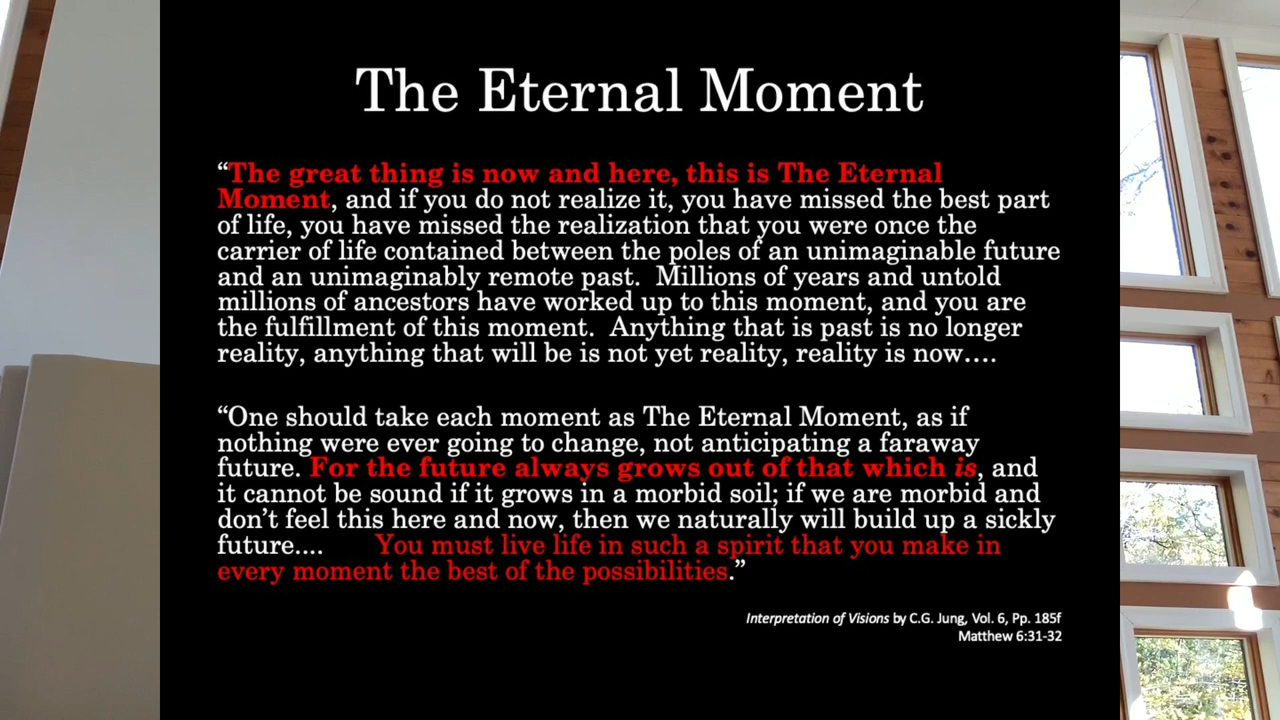 The Eternal Moment
“The great thing is now and here, this is The Eternal
Moment, and if you do not realize it, you have missed the best part
of life, you have missed the realization that you were once the
carrier of life contained between the poles of an unimaginable future
and an unimaginably remote past.  Millions of years and untold
millions of ancestors have worked up to this moment, and you are
the fulfillment of this moment.  Anything that is past is no longer
reality, anything that will be is not yet reality, reality is now….
“One should take each moment as The Eternal Moment, as if
nothing were ever going to change, not anticipating a faraway
future. For the future always grows out of that which is, and
it cannot be sound if it grows in a morbid soil; if we are morbid and
don’t feel this here and now, then we naturally will build up a sickly
future…. You must live life in such a spirit that you make in
every moment the best of the possibilities.”
Interpretation of Visions by C.G. Jung, Vol. 6, Pp. 185f
Matthew 6:31-32